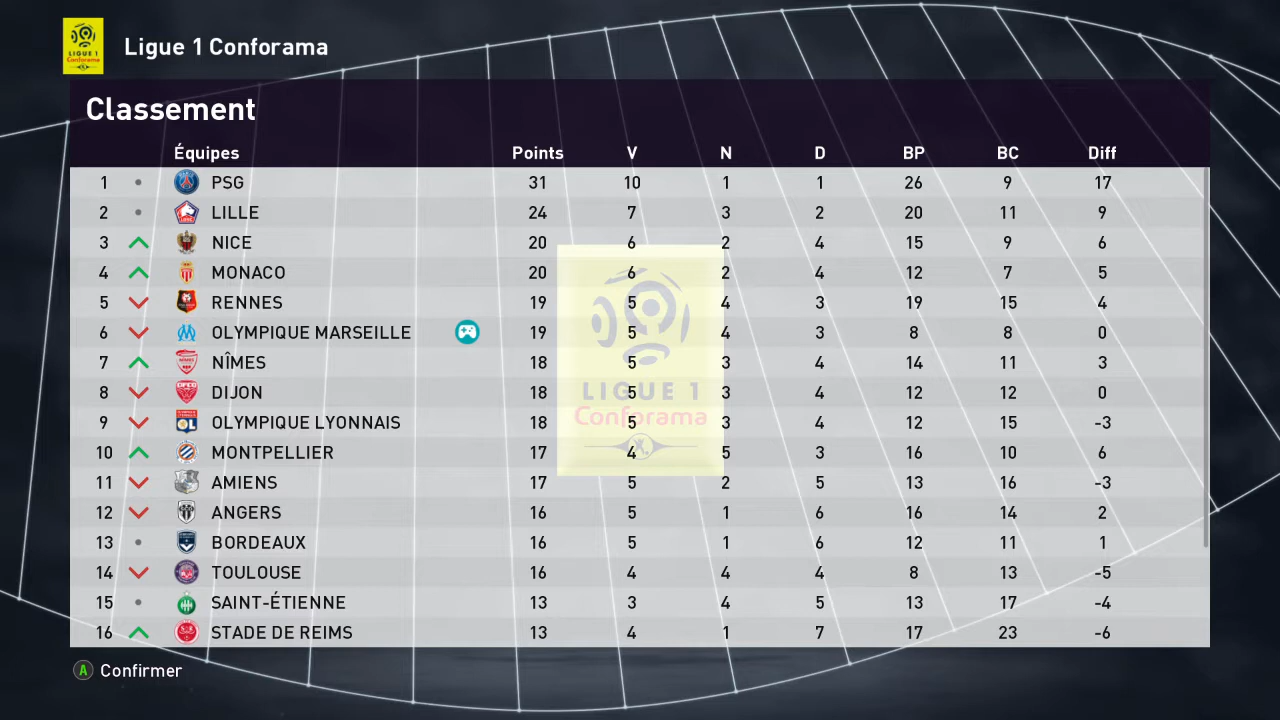 LIGUE 1
Conforama
Ligue 1 Conforama
Classement
Équipes Points V N D BP BC Diff
1 PSG 31 10 1 1 26 9 17
2 LILLE 24 7 3 2 20 11 9
3 NICE 20 6 2 4 15 9 6
4 MONACO 20 6 2 4 12 7 5
5 RENNES 19 5 4 3 19 15 4
6 OLYMPIQUE MARSEILLE 19 5 4 3 8 8 0
7 NÎMES 18 5 3 4 14 11 3
8 DIJON 18 5 3 4 12 12 0
9 OLYMPIQUE LYONNAIS 18 5 3 4 12 15 -3
10 MONTPELLIER 17 4 5 3 16 10 6
11 AMIENS 17 5 2 5 13 16 -3
12 ANGERS 16 5 1 6 16 14 2
13 BORDEAUX 16 5 1 6 12 11 1
14 TOULOUSE 16 4 4 4 8 13 -5
15 SAINT-ÉTIENNE 13 3 4 5 13 17 -4
16 STADE DE REIMS 13 4 1 7 17 23 -6
LIGUE 1
Conforama
A Confirmer